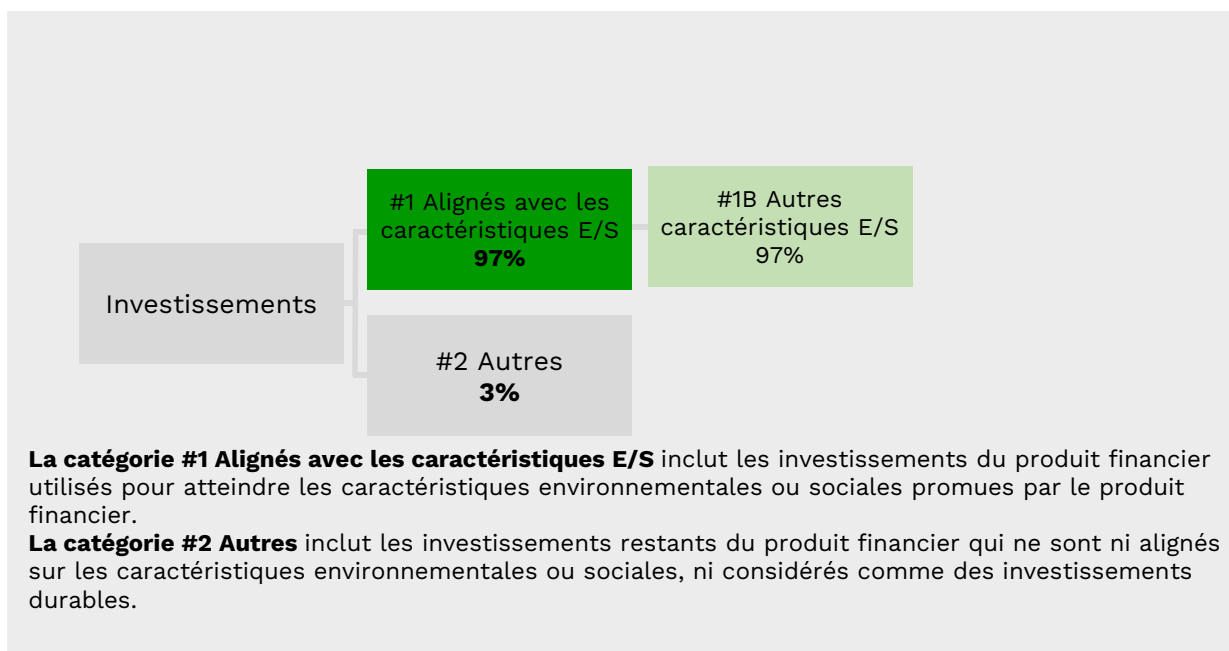 #1 Alignés avec les
caractéristiques E/S
97%
#1B Autres
caractéristiques E/S
97%
Investissements
#2 Autres
3%
La catégorie #1 Alignés avec les caractéristiques E/S inclut les investissements du produit financier
utilisés pour atteindre les caractéristiques environnementales ou sociales promues par le produit
financier.
La catégorie #2 Autres inclut les investissements restants du produit financier qui ne sont ni alignés
sur les caractéristiques environnementales ou sociales, ni considérés comme des investissements
durables.